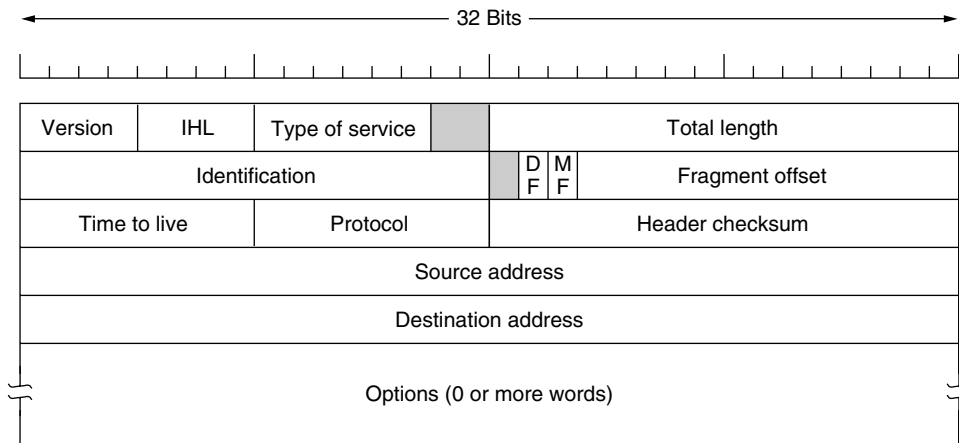 32 Bits
Version IHL Type of service Total length
Identification D F M F Fragment offset
Time to live Protocol Header checksum
Source address
Destination address
Options (0 or more words)